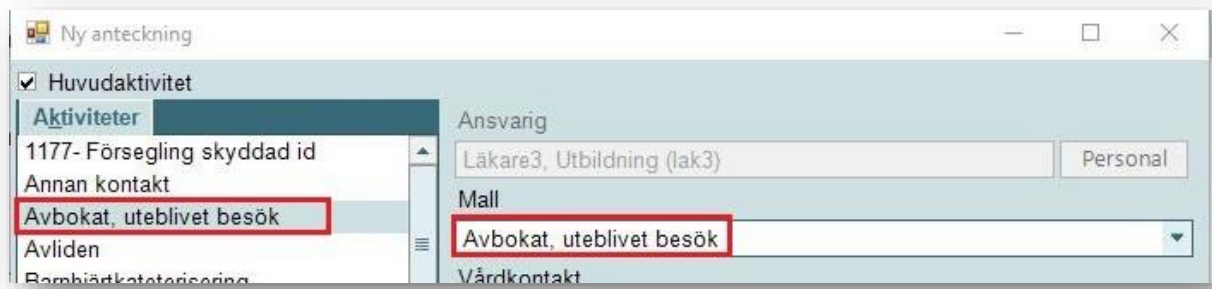 Ny anteckning
Huvudaktivitet
Aktiviteter
1177- Försegling skyddad id
Annan kontakt
Avbokat, uteblivet besök
Avliden
Barnhjärtkateterisering
Ansvarig
Läkare3, Utbildning (lak3)
Personal
Mall
Avbokat, uteblivet besök
Vårdkontakt